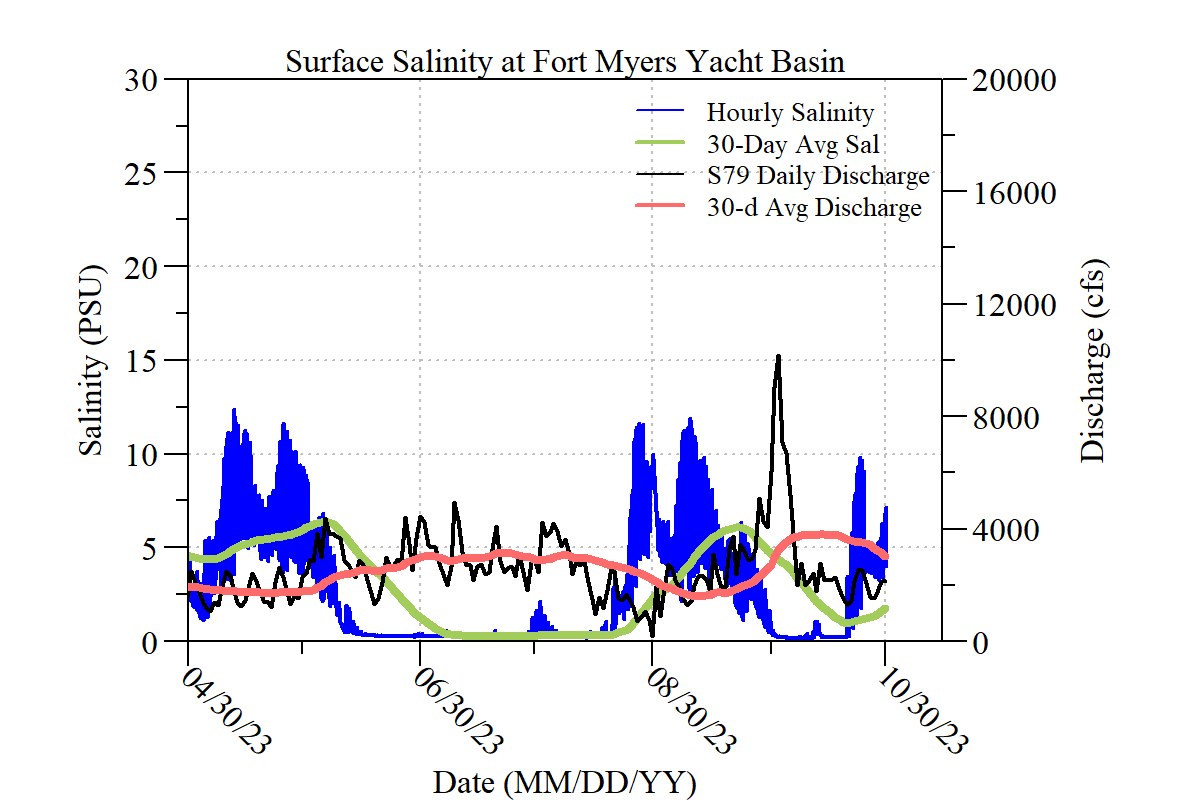 Surface Salinity at Fort Myers Yacht Basin
30
25
20
15
10
5
0
Salinity (PSU)
Hourly Salinity
30-Day Avg Sal
S79 Daily Discharge
30-d Avg Discharge
20000
16000
12000
8000
4000
0
Discharge (cfs)
04/30/23
06/30/23
08/30/23
10/30/23
Date (MM/DD/YY)